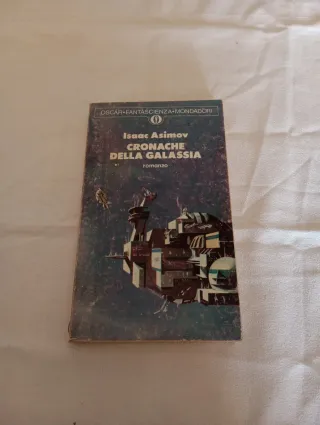 OSCAR•FANTASCIENZA•MONDADORI
Isaac Asimov
CRONACHE
DELLA GALASSIA
romanzo